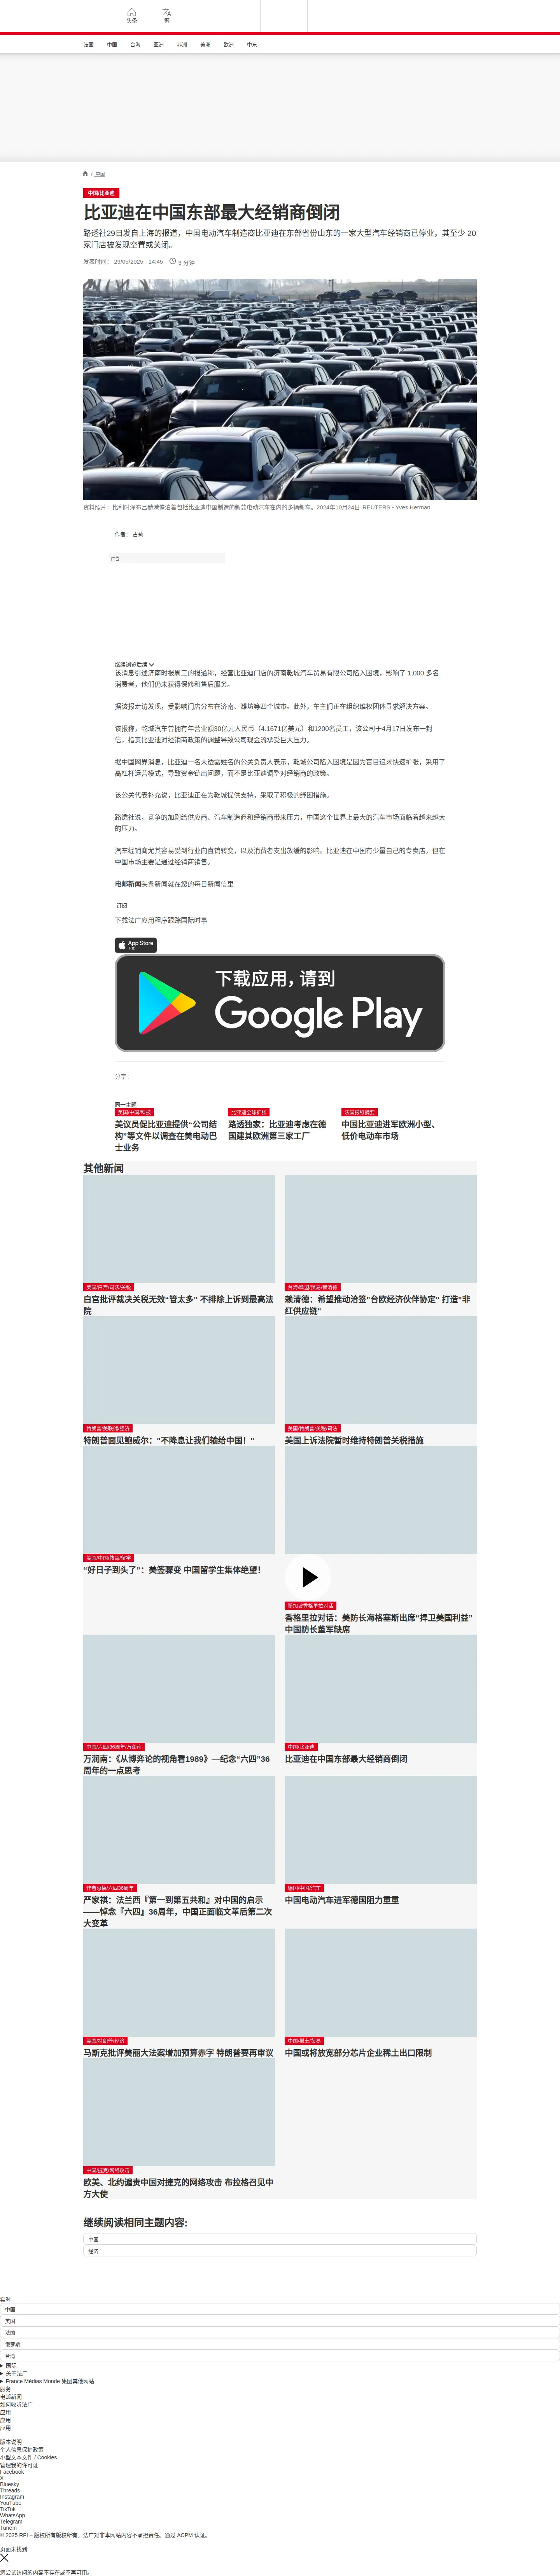 头条
繁
法国
中国
台海
亚洲
非洲
美洲
欧洲
中东
/ 中国
中国/比亚迪
比亚迪在中国东部最大经销商倒闭
路透社29日发自上海的报道，中国电动汽车制造商比亚迪在东部省份山东的一家大型汽车经销商已停业，其至少 20
家门店被发现空置或关闭。
发表时间： 29/05/2025 - 14:45 3 分钟
资料照片：比利时泽布吕赫港停泊着包括比亚迪中国制造的新款电动汽车在内的多辆新车。2024年10月24日 REUTERS - Yves Herman
作者： 古莉
广告
继续浏览后续
该消息引述济南时报周三的报道称，经营比亚迪门店的济南乾城汽车贸易有限公司陷入困境，影响了 1,000 多名
消费者，他们仍未获得保修和售后服务。
据该报走访发现，受影响门店分布在济南、潍坊等四个城市。此外，车主们正在组织维权团体寻求解决方案。
该报称，乾城汽车曾拥有年营业额30亿元人民币（4.1671亿美元）和1200名员工，该公司于4月17日发布一封
信，指责比亚迪对经销商政策的调整导致公司现金流承受巨大压力。
据中国网界消息，比亚迪一名未透露姓名的公关负责人表示，乾城公司陷入困境是因为盲目追求快速扩张，采用了
高杠杆运营模式，导致资金链出问题，而不是比亚迪调整对经销商的政策。
该公关代表补充说，比亚迪正在为乾城提供支持，采取了积极的纾困措施。
路透社说，竞争的加剧给供应商、汽车制造商和经销商带来压力，中国这个世界上最大的汽车市场面临着越来越大
的压力。
汽车经销商尤其容易受到行业向直销转变，以及消费者支出放缓的影响。比亚迪在中国有少量自己的专卖店，但在
中国市场主要是通过经销商销售。
电邮新闻头条新闻就在您的每日新闻信里
订阅
下载法广应用程序跟踪国际时事
App Store
下载
下载应用，请到
Google Play
分享 :
同一主题
美国/中国/科技
美议员促比亚迪提供“公司结
构”等文件以调查在美电动巴
士业务
比亚迪全球扩张
路透独家：比亚迪考虑在德
国建其欧洲第三家工厂
法国报纸摘要
中国比亚迪进军欧洲小型、
低价电动车市场
其他新闻
美国/白宫/司法/关税
白宫批评裁决关税无效"管太多" 不排除上诉到最高法
院
台湾/欧盟/贸易/赖清德
赖清德：希望推动洽签"台欧经济伙伴协定" 打造"非
红供应链"
特朗普/美联储/经济
特朗普面见鲍威尔："不降息让我们输给中国！"
美国/特朗普/关税/司法
美国上诉法院暂时维持特朗普关税措施
美国/中国/教育/留学
“好日子到头了”：美签骤变 中国留学生集体绝望!
新加坡香格里拉对话
香格里拉对话：美防长海格塞斯出席“捍卫美国利益”
中国防长董军缺席
中国/六四/36周年/万润南
万润南：《从博弈论的视角看1989》—纪念“六四”36
周年的一点思考
中国/比亚迪
比亚迪在中国东部最大经销商倒闭
作者惠稿/六四36周年
严家祺：法兰西『第一到第五共和』对中国的启示
——悼念『六四』36周年，中国正面临文革后第二次
大变革
德国/中国/汽车
中国电动汽车进军德国阻力重重
美国/特朗普/经济
马斯克批评美丽大法案增加预算赤字 特朗普要再审议
中国/稀土/贸易
中国或将放宽部分芯片企业稀土出口限制
中国/捷克/网络攻击
欧美、北约谴责中国对捷克的网络攻击 布拉格召见中
方大使
继续阅读相同主题内容:
中国
经济
实时
中国
美国
法国
俄罗斯
台湾
国际
关于法广
France Médias Monde 集团其他网站
服务
电邮新闻
如何收听法广
应用
应用
应用
版本说明
个人信息保护政策
小型文本文件 / Cookies
管理我的许可证
Facebook
X
Bluesky
Threads
Instagram
YouTube
TikTok
WhatsApp
Telegram
TuneIn
© 2025 RFI – 版权所有版权所有。法广对非本网站内容不承担责任。通过 ACPM 认证。
页面未找到
您尝试访问的内容不存在或不再可用。